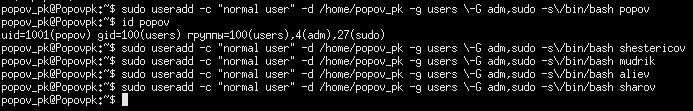 popov_pk@Popovpk:~$ sudo useradd -c "normal user" -d /home/popov_pk -g users \-G adm,sudo -s\/bin/bash popov
popov_pk@Popovpk:~$ id popov
uid=1001(popov) gid=100(users) группы=100(users),4(adm),27(sudo)
popov_pk@Popovpk:~$ sudo useradd -c "normal user" -d /home/popov_pk -g users \-G adm,sudo -s\/bin/bash shestericov
popov_pk@Popovpk:~$ sudo useradd -c "normal user" -d /home/popov_pk -g users \-G adm,sudo -s\/bin/bash mudrik
popov_pk@Popovpk:~$ sudo useradd -c "normal user" -d /home/popov_pk -g users \-G adm,sudo -s\/bin/bash aliev
popov_pk@Popovpk:~$ sudo useradd -c "normal user" -d /home/popov_pk -g users \-G adm,sudo -s\/bin/bash sharov
popov_pk@Popovpk:~$